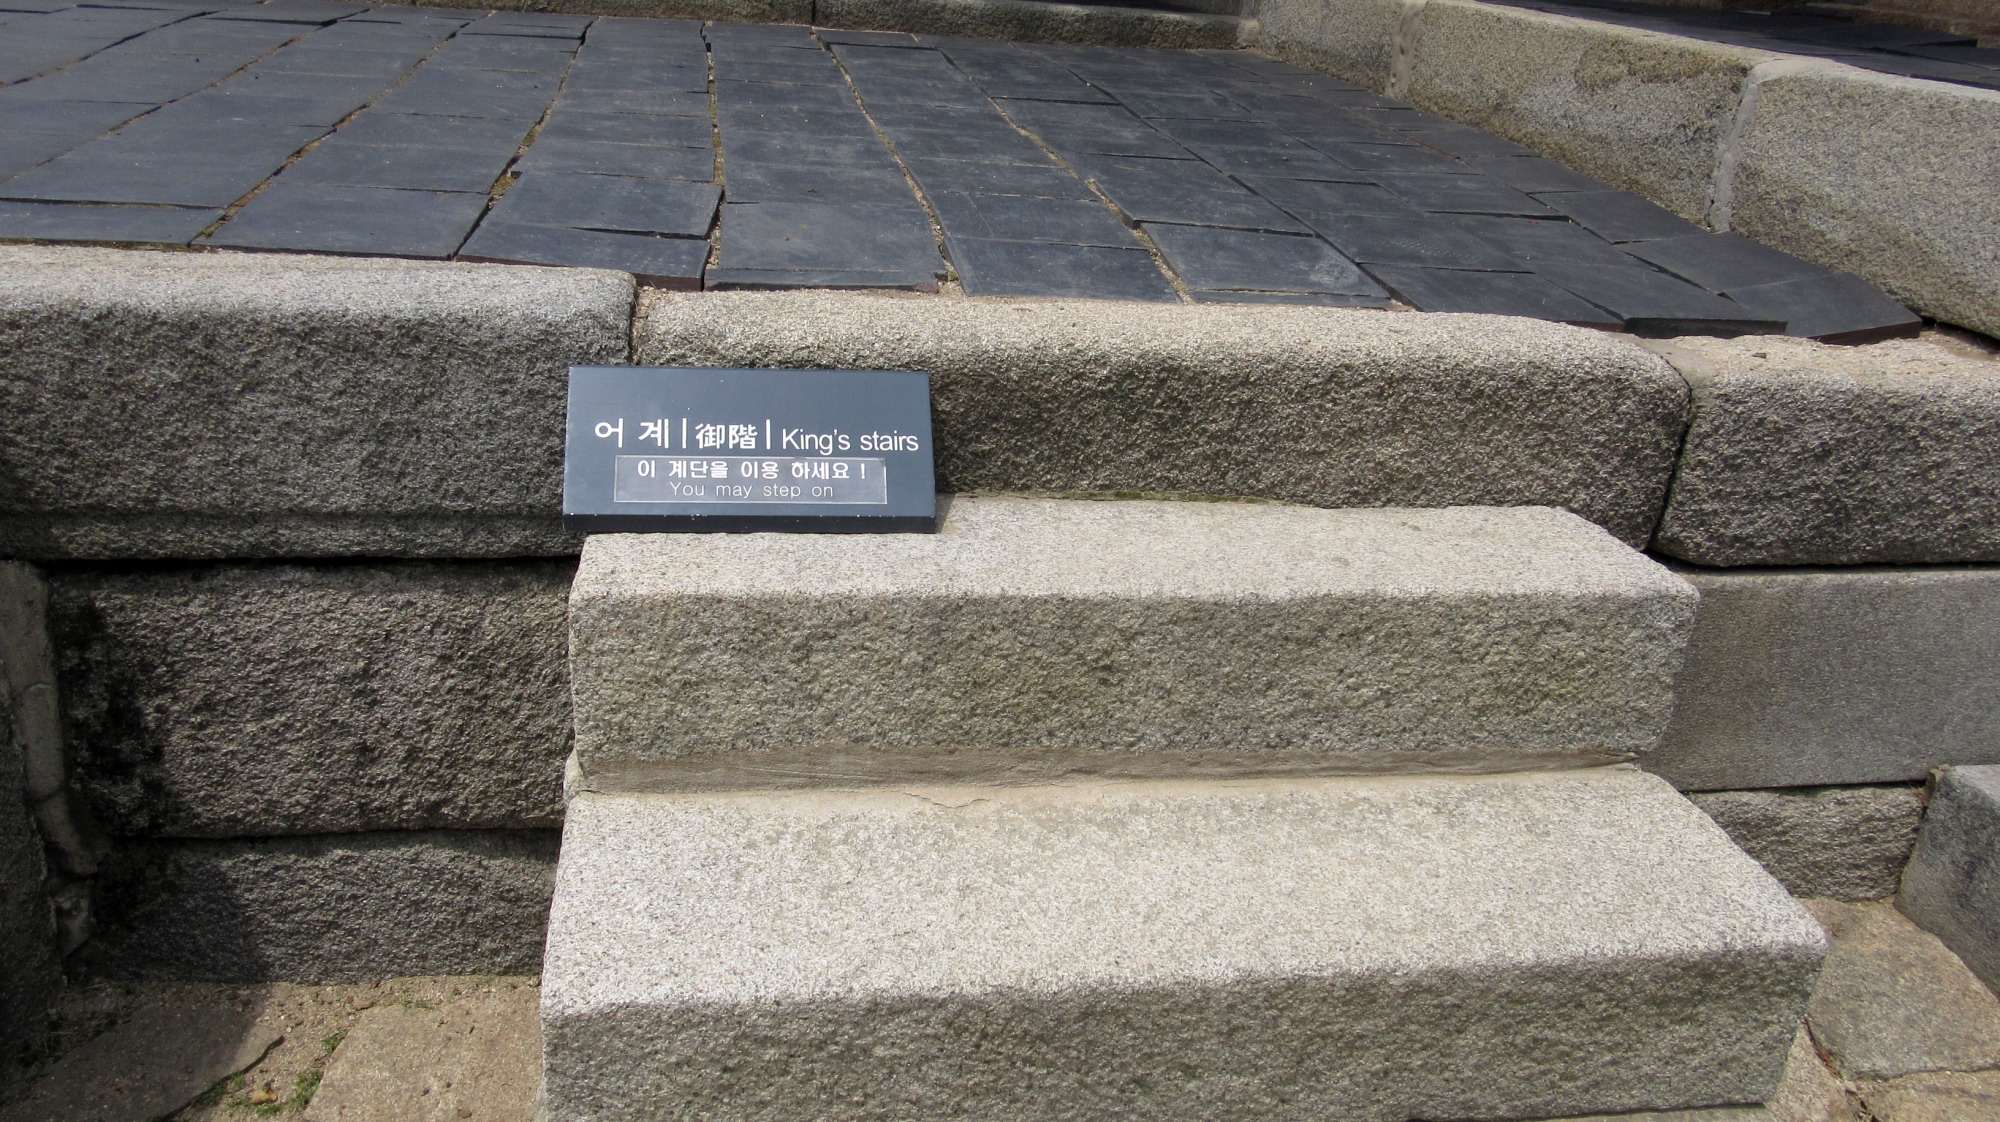 어 계|御階|King's stairs
이 계단을 이용 하세요!
You may step on